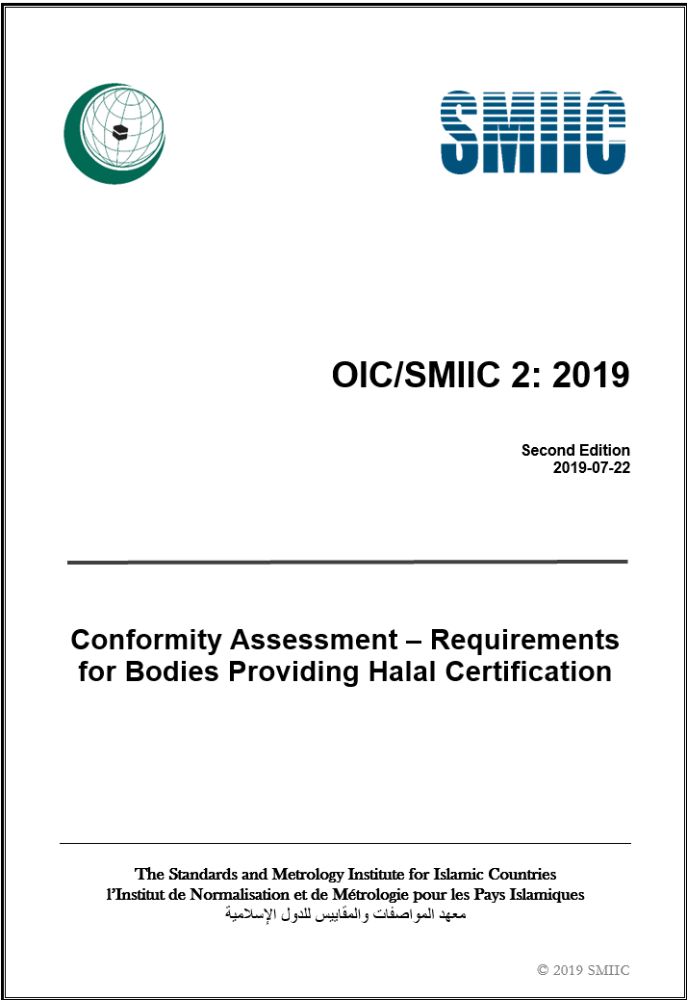 SMIIC
OIC/SMIIC 2: 2019
Second Edition
2019-07-22
Conformity Assessment – Requirements
for Bodies Providing Halal Certification
The Standards and Metrology Institute for Islamic Countries
l’Institut de Normalisation et de Métrologie pour les Pays Islamiques
معهد المواصفات والمقاييس للدول الإسلامية
© 2019 SMIIC